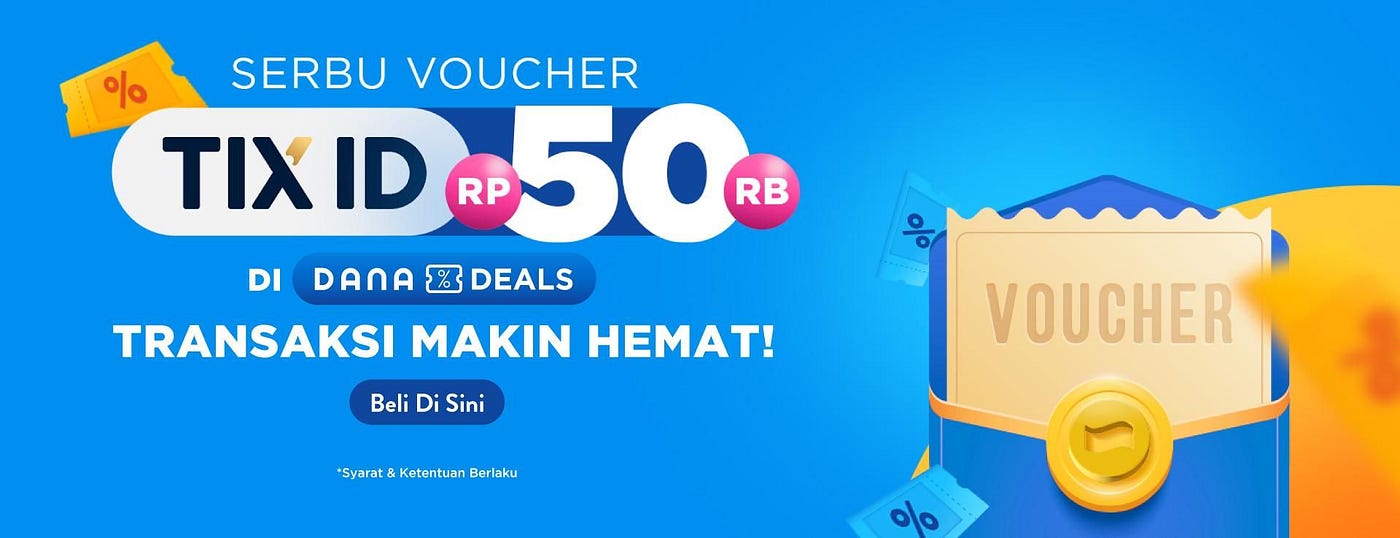 SERBU VOUCHER
TIX ID RP 50 RB
DI DANA % DEALS
TRANSAKSI MAKIN HEMAT!
Beli Di Sini
*Syarat & Ketentuan Berlaku
%
%
VOUCHER
%